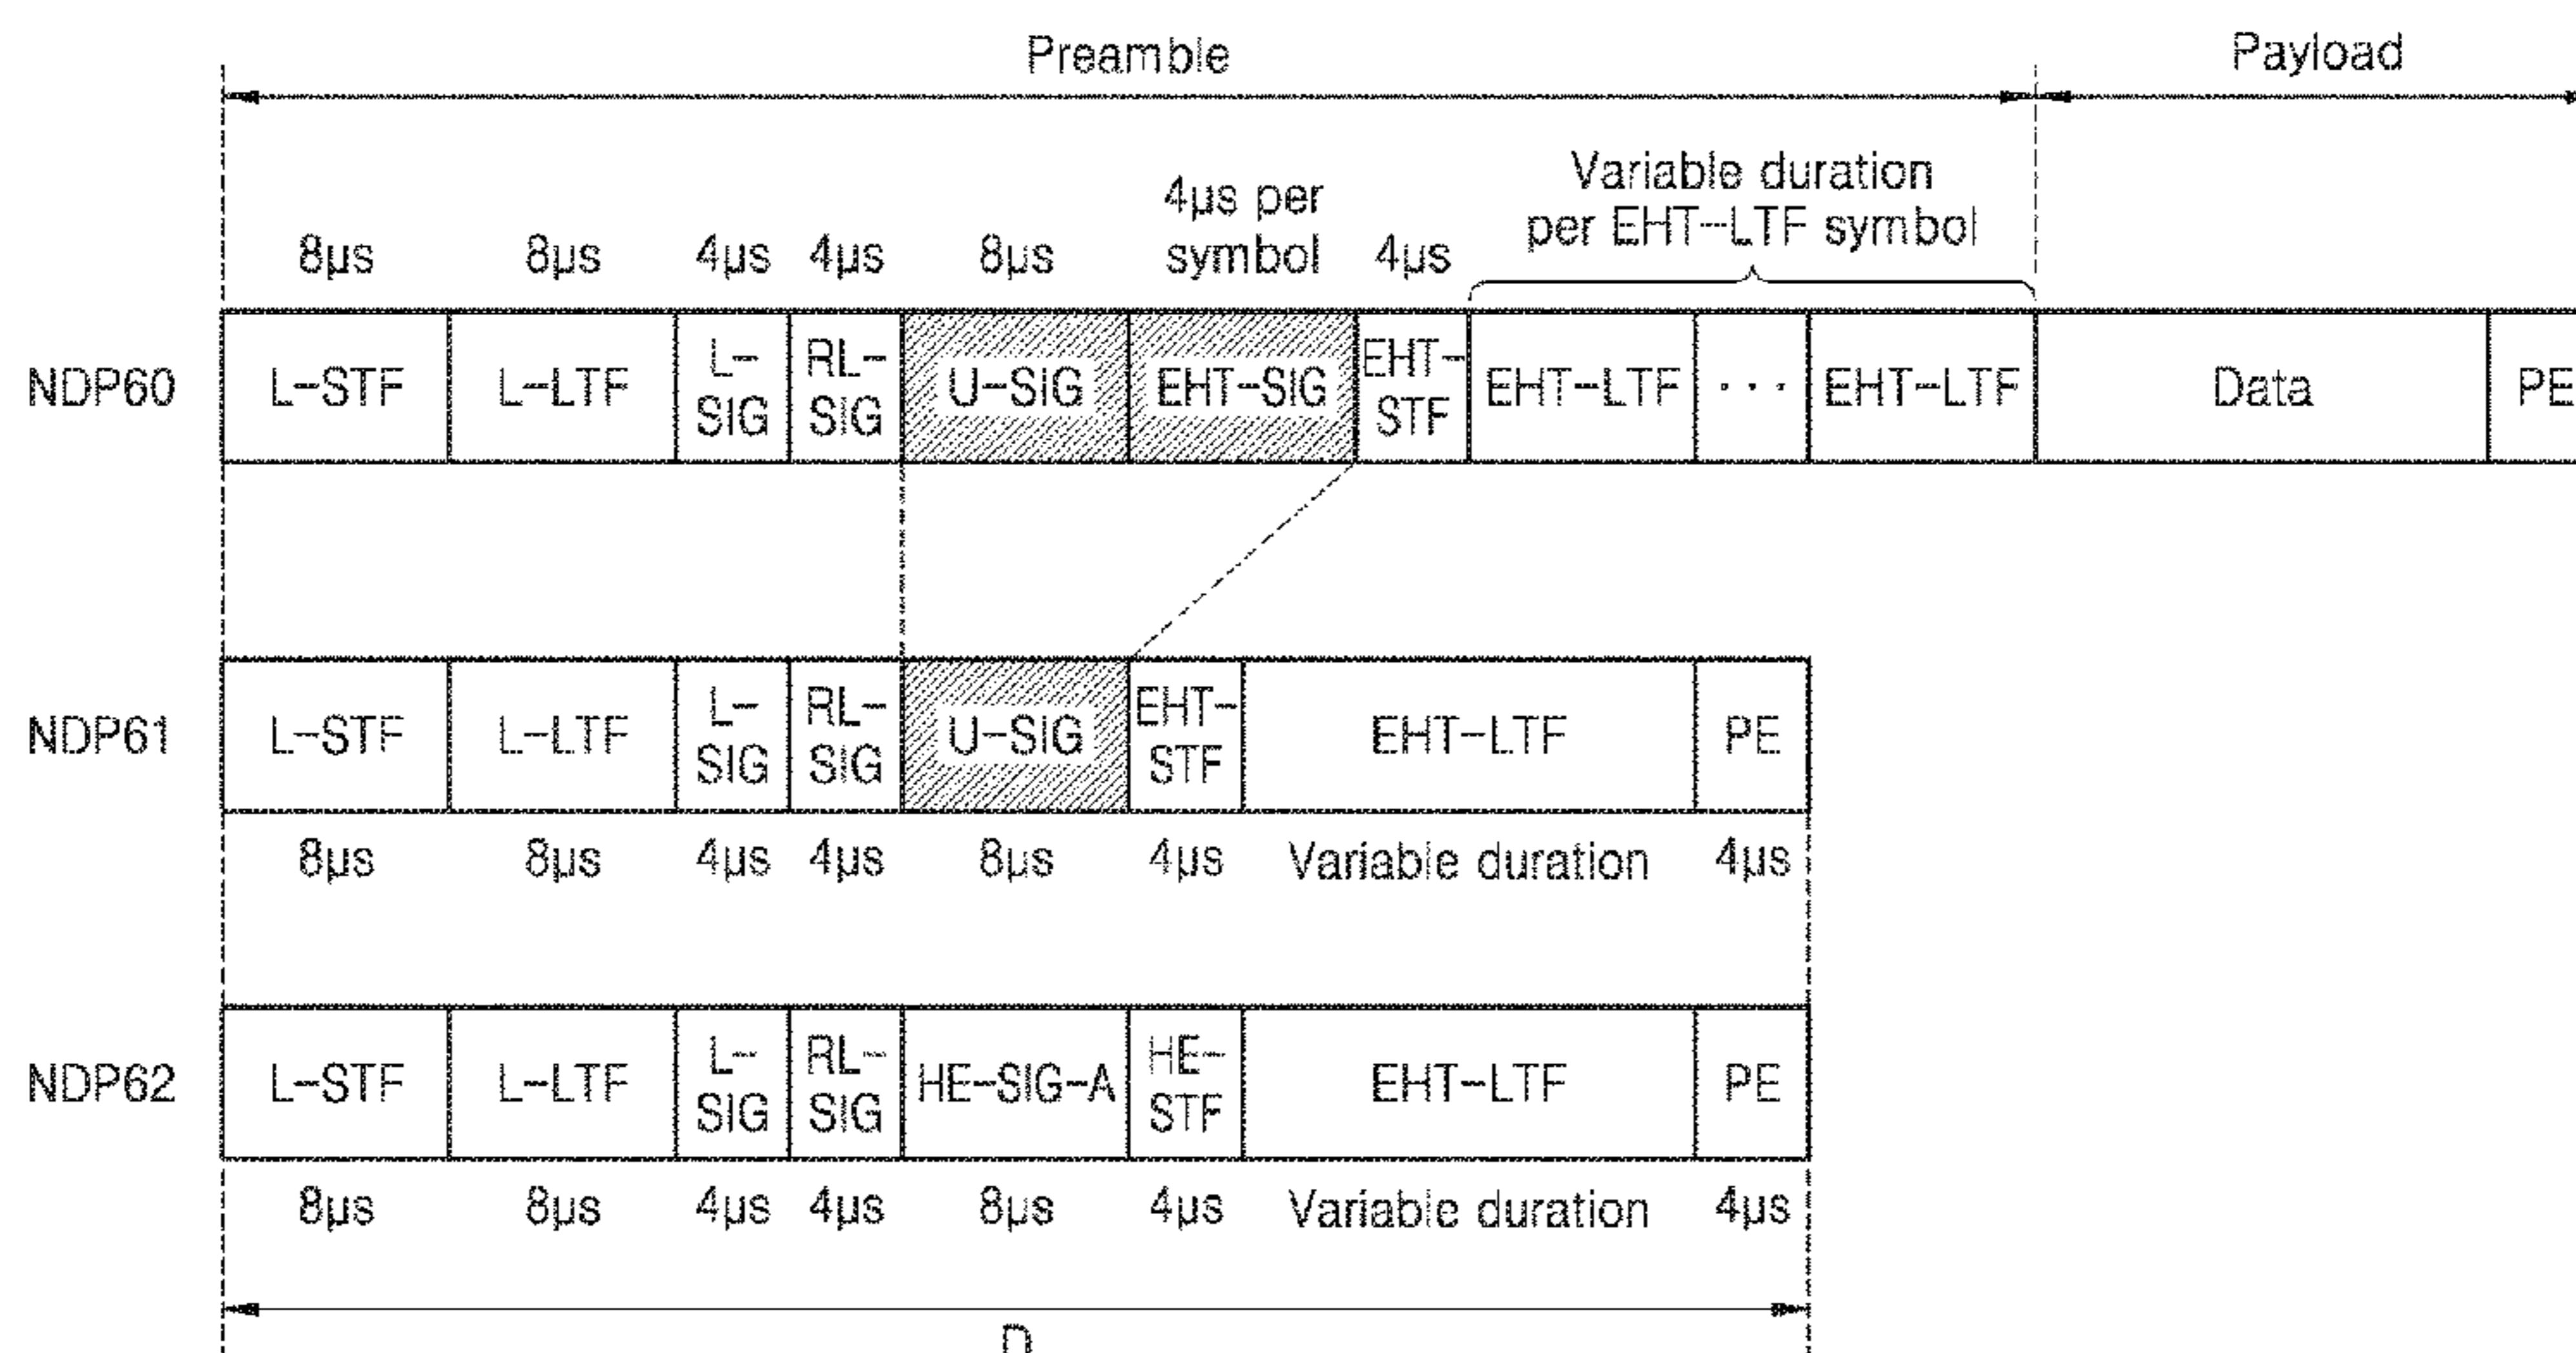 Preamble
Payload
Variable duration
per EHT-LTF symbol
4μs per
symbol
8μs 8μs 4μs 4μs 8μs 4μs
NDP60
L-STF
L-LTF
L-
SIG
RL-
SIG
U-SIG
EHT-SIG
EHT-
STF
EHT-LTF
···
EHT-LTF
Data
PE
NDP61
L-STF
L-LTF
L-
SIG
RL-
SIG
U-SIG
EHT-
STF
EHT-LTF
PE
8μs 8μs 4μs 4μs 8μs 4μs Variable duration 4μs
NDP62
L-STF
L-LTF
L-
SIG
RL-
SIG
HE-SIG-A
HE-
STF
EHT-LTF
PE
8μs 8μs 4μs 4μs 8μs 4μs Variable duration 4μs